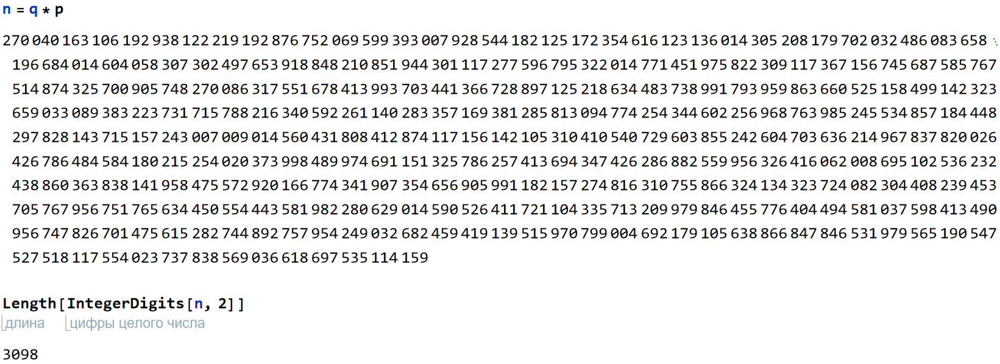 n = q * p
270 040 163 106 192 938 122 219 192 876 752 069 599 393 007 928 544 182 125 172 354 616 123 136 014 305 208 179 702 032 486 083 658
196 684 014 604 058 307 302 497 653 918 848 210 851 944 301 117 277 596 795 322 014 771 451 975 822 309 117 367 156 745 687 585 767
514 874 325 700 905 748 270 086 317 551 678 413 993 703 441 366 728 897 125 218 634 483 738 991 793 959 863 660 525 158 499 142 323
659 033 089 383 223 731 715 788 216 340 592 261 140 283 357 169 381 285 813 094 774 254 344 602 256 968 763 985 245 534 857 184 448
297 828 143 715 157 243 007 009 014 560 431 808 412 874 117 156 142 105 310 410 540 729 603 855 242 604 703 636 214 967 837 820 026
426 786 484 584 180 215 254 020 373 998 489 974 691 151 325 786 257 413 694 347 426 286 882 559 956 326 416 062 008 695 102 536 232
438 860 363 838 141 958 475 572 920 166 774 341 907 354 656 905 991 182 157 274 816 310 755 866 324 134 323 724 082 304 408 239 453
705 767 956 751 765 634 450 554 443 581 982 280 629 014 590 526 411 721 104 335 713 209 979 846 455 776 404 494 581 037 598 413 490
956 747 826 701 475 615 282 744 892 757 954 249 032 682 459 419 139 515 970 799 004 692 179 105 638 866 847 846 531 979 565 190 547
527 518 117 554 023 737 838 569 036 618 697 535 114 159
Length[IntegerDigits[n, 2]]
длина цифры целого числа
3098